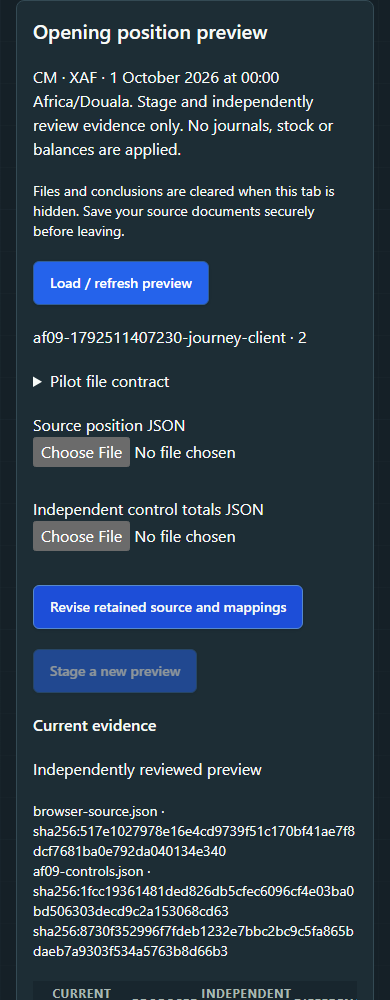 Opening position preview
CM · XAF · 1 October 2026 at 00:00
Africa/Douala. Stage and independently
review evidence only. No journals, stock or
balances are applied.
Files and conclusions are cleared when this tab is
hidden. Save your source documents securely
before leaving.
Load / refresh preview
af09-1792511407230-journey-client · 2
▶ Pilot file contract
Source position JSON
Choose File No file chosen
Independent control totals JSON
Choose File No file chosen
Revise retained source and mappings
Stage a new preview
Current evidence
Independently reviewed preview
browser-source.json ·
sha256:517e1027978e16e4cd9739f51c170bf41ae7f8
dcf7681ba0e792da040134e340
af09-controls.json ·
sha256:1fcc19361481ded826db5cfec6096cf4e03ba0
bd506303decd9c2a153068cd63
sha256:8730f352996f7fdeb1232e7bbc2bc9c5fa865b
daeb7a9303f534a5763b8d66b3
CURRENT INDEPENDENT